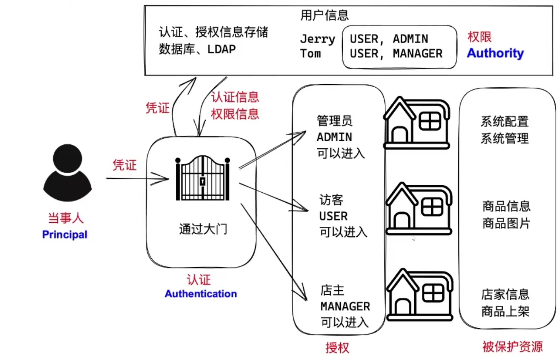 用户信息
认证、授权信息存储
数据库、LDAP
Jerry USER, ADMIN
Tom USER, MANAGER
权限
Authority
凭证
认证信息
权限信息
凭证
当事人
Principal
通过大门
认证
Authentication
管理员
ADMIN
可以进入
访客
USER
可以进入
店主
MANAGER
可以进入
授权
系统配置
系统管理
商品信息
商品图片
店家信息
商品上架
被保护资源